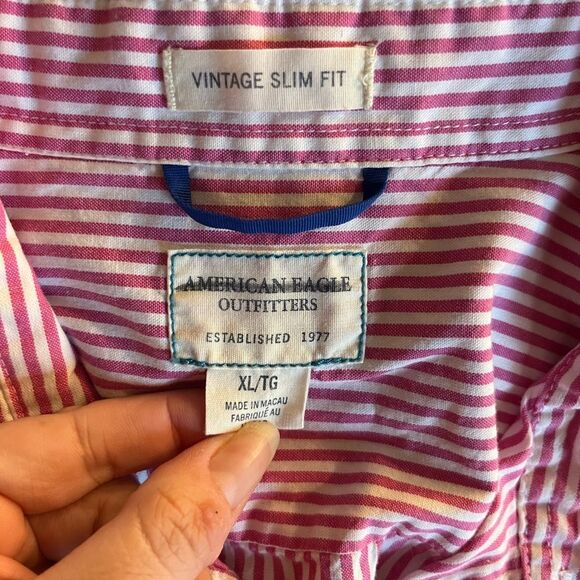 VINTAGE SLIM FIT
AMERICAN EAGLE
OUTFITTERS
ESTABLISHED 1977
XL/TG
MADE IN MACAU
FABRIQUÉ AU